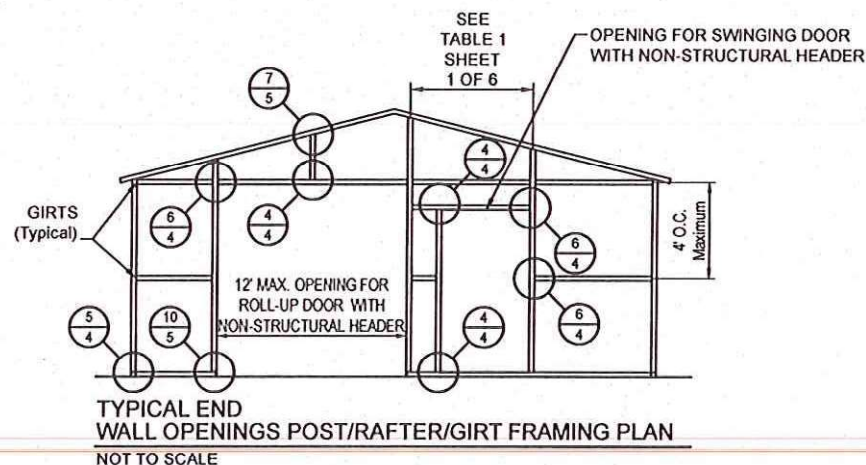 SEE
TABLE 1
SHEET
1 OF 6
OPENING FOR SWINGING DOOR
WITH NON-STRUCTURAL HEADER
7
5
4
4
GIRTS
(Typical)
6
4
4
4
6
4
4' O.C.
Maximum
12' MAX. OPENING FOR
ROLL-UP DOOR WITH
NON-STRUCTURAL HEADER
5
4
10
5
4
4
6
4
TYPICAL END
WALL OPENINGS POST/RAFTER/GIRT FRAMING PLAN
NOT TO SCALE